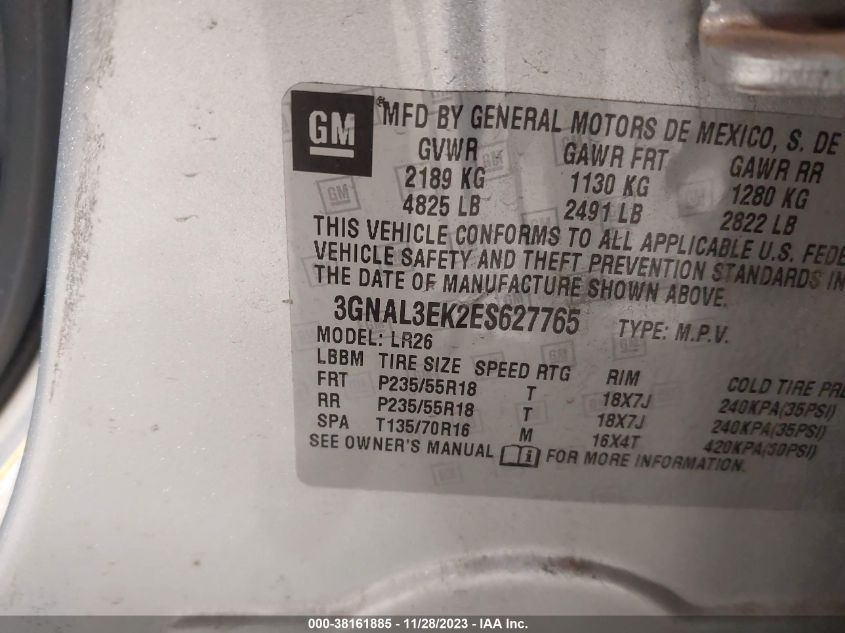 GM ® MFD BY GENERAL MOTORS DE MEXICO, S. DE
GVWR GAWR FRT GAWR RR
2189 KG 1130 KG 1280 KG
4825 LB 2491 LB 2822 LB
THIS VEHICLE CONFORMS TO ALL APPLICABLE U.S. FEDE
VEHICLE SAFETY AND THEFT PREVENTION STANDARDS IN
THE DATE OF MANUFACTURE SHOWN ABOVE.
3GNAL3EK2ES627765 TYPE: M.P.V.
MODEL: LR26
LBBM TIRE SIZE SPEED RTG RIM COLD TIRE PRE
FRT P235/55R18 T 18X7J 240KPA(35PSI)
RR P235/55R18 T 18X7J 240KPA(35PSI)
SPA T135/70R16 M 16X4T 420KPA(50PSI)
SEE OWNER'S MANUAL i FOR MORE INFORMATION.
000-38161885 - 11/28/2023 - IAA Inc.